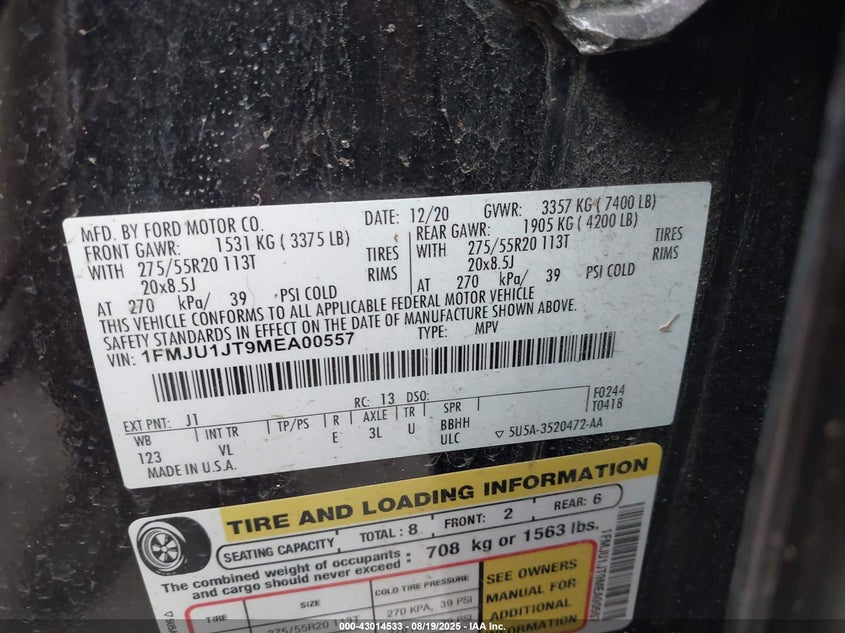 MFD. BY FORD MOTOR CO.
DATE: 12/20 GVWR: 3357 KG ( 7400 LB)
FRONT GAWR: 1531 KG ( 3375 LB)
REAR GAWR: 1905 KG ( 4200 LB)
WITH 275/55R20 113T TIRES
WITH 275/55R20 113T TIRES
20x8.5J RIMS
20x8.5J RIMS
AT 270 kPa/ 39 PSI COLD
AT 270 kPa/ 39 PSI COLD
THIS VEHICLE CONFORMS TO ALL APPLICABLE FEDERAL MOTOR VEHICLE
SAFETY STANDARDS IN EFFECT ON THE DATE OF MANUFACTURE SHOWN ABOVE.
VIN: 1FMJU1JT9MEA00557 TYPE: MPV
EXT PNT: J1 RC: 13 DSO: F0244
WB INT TR TP/PS R AXLE TR SPR T0418
123 VL E 3L U BBHH
ULC ▽ 5U5A-3520472-AA
MADE IN U.S.A.
TIRE AND LOADING INFORMATION
SEATING CAPACITY TOTAL : 8 FRONT: 2 REAR: 6
The combined weight of occupants and cargo should never exceed : 708 kg or 1563 lbs.
TIRE SIZE COLD TIRE PRESSURE
275/55R20 113T 270 KPA, 39 PSI
SEE OWNERS
MANUAL FOR
ADDITIONAL
INFORMATION
1FMJU1JT9MEA00557
000-43014533 - 08/19/2025 - IAA Inc.